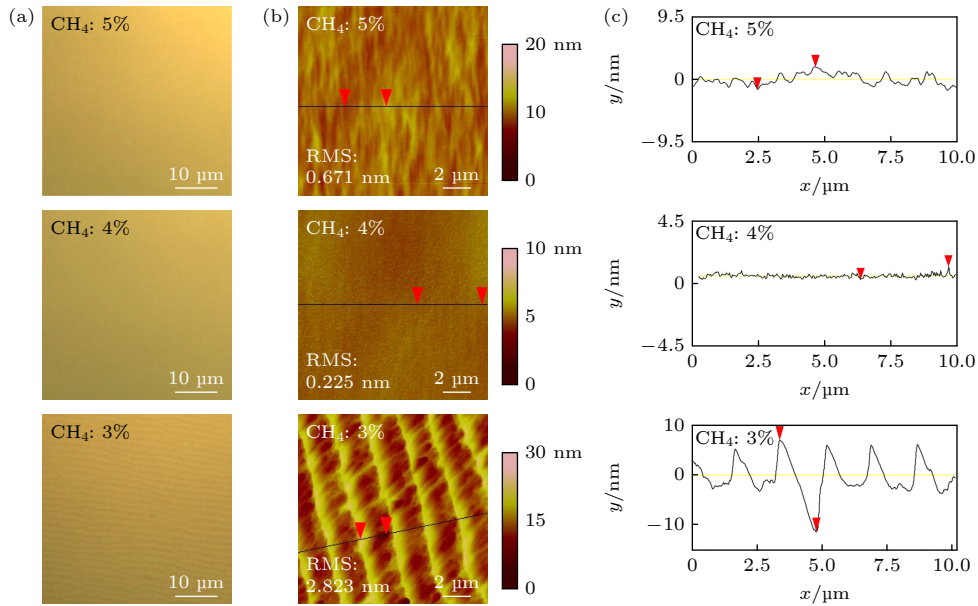 (a)
CH₄: 5%
10 µm
CH₄: 4%
10 µm
CH₄: 3%
10 µm
(b)
CH₄: 5%
RMS:
0.671 nm
2 µm
20 nm
10
0
CH₄: 4%
RMS:
0.225 nm
2 µm
10 nm
5
0
CH₄: 3%
RMS:
2.823 nm
2 µm
30 nm
15
0
(c)
CH₄: 5%
y/nm
9.5
0
−9.5
0 2.5 5.0 7.5 10.0
x/µm
CH₄: 4%
y/nm
4.5
0
−4.5
0 2.5 5.0 7.5 10.0
x/µm
CH₄: 3%
y/nm
10
0
−10
0 2.5 5.0 7.5 10.0
x/µm